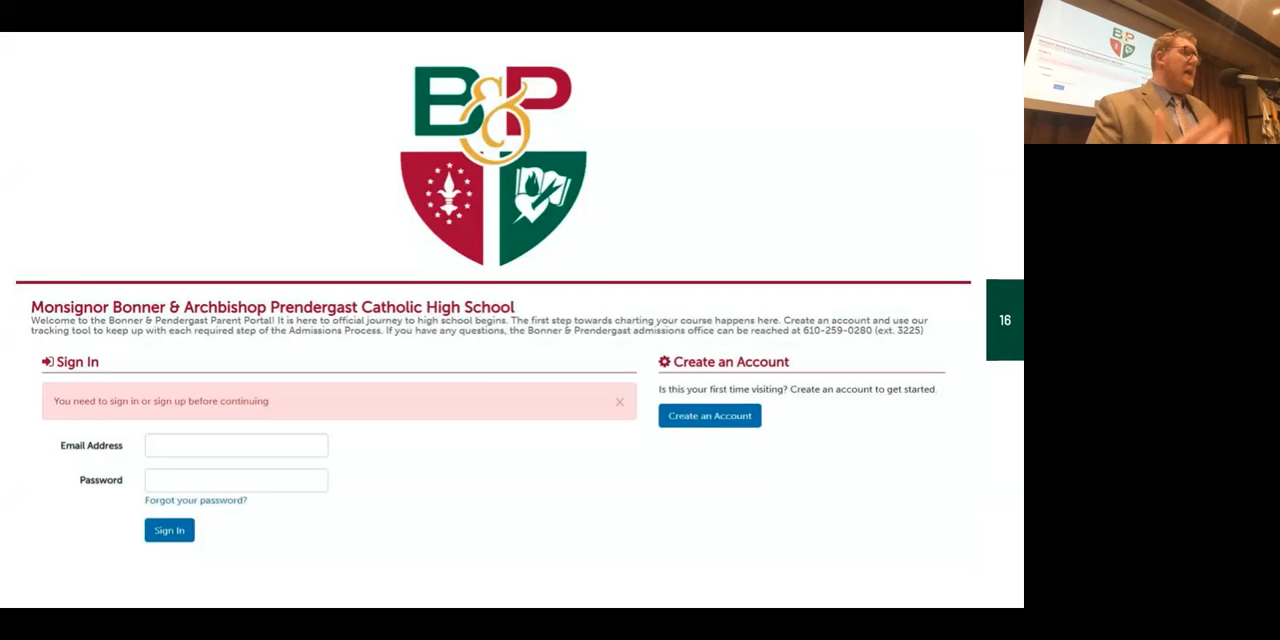 B&P
Monsignor Bonner & Archbishop Prendergast Catholic High School
Welcome to the Bonner & Pendergast Parent Portal! It is here to official journey to high school begins. The first step towards charting your course happens here. Create an account and use our
tracking tool to keep up with each required step of the Admissions Process. If you have any questions, the Bonner & Prendergast admissions office can be reached at 610-259-0280 (ext. 3225)
Sign In
You need to sign in or sign up before continuing
×
Email Address
Password
Forgot your password?
Sign In
Create an Account
Is this your first time visiting? Create an account to get started.
Create an Account
16
B&P